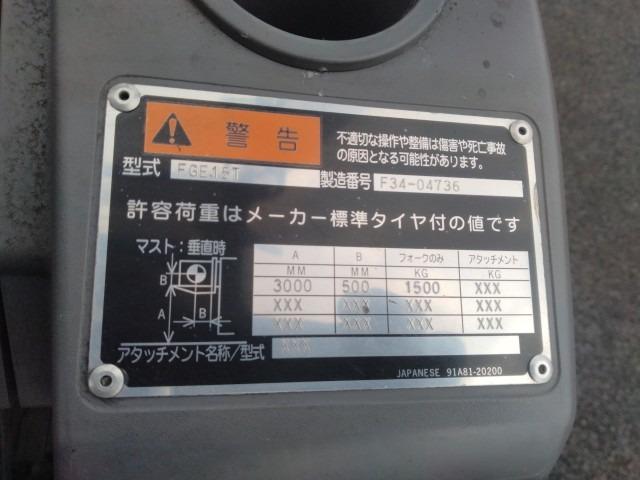 警告
不適切な操作や整備は傷害や死亡事故
の原因となる可能性があります。
型式 FGE15T 製造番号 F34-04736
許容荷重はメーカー標準タイヤ付の値です
マスト:垂直時
A B フォークのみ アタッチメント
MM MM KG KG
3000 500 1500 XXX
XXX XXX XXX XXX
XXX XXX XXX XXX
B
B
A
アタッチメント名称/型式 XXX
JAPANESE 91A81-20200